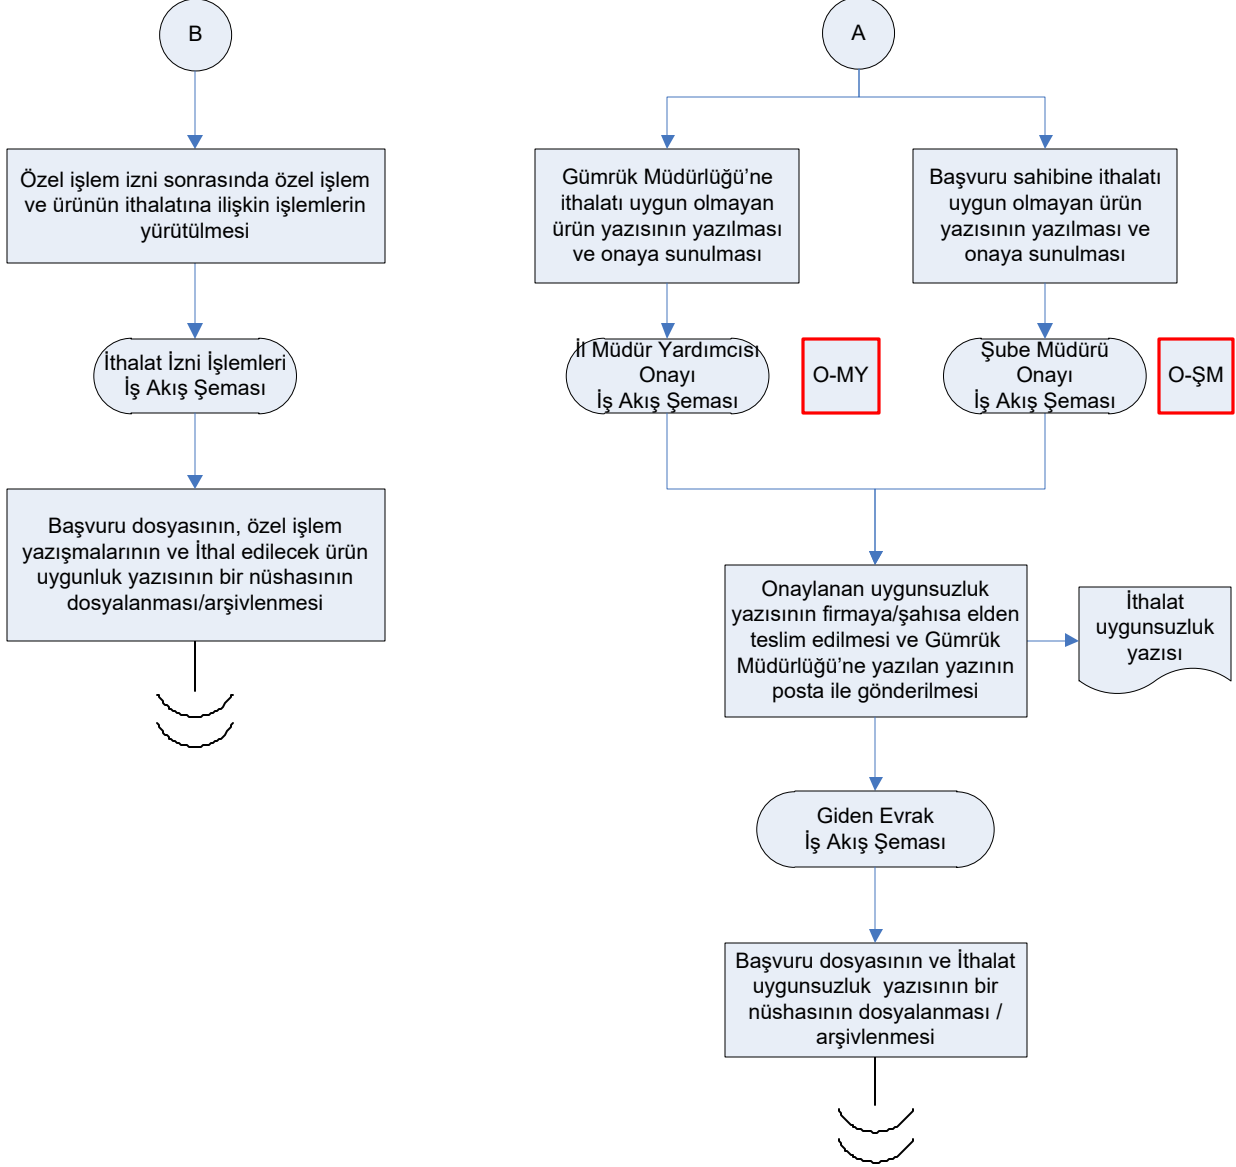 B
Özel işlem izni sonrasında özel işlem
ve ürünün ithalatına ilişkin işlemlerin
yürütülmesi
İthalat İzni İşlemleri
İş Akış Şeması
Başvuru dosyasının, özel işlem
yazışmalarının ve İthal edilecek ürün
uygunluk yazısının bir nüshasının
dosyalanması/arşivlenmesi
A
Gümrük Müdürlüğü’ne
ithalatı uygun olmayan
ürün yazısının yazılması
ve onaya sunulması
Başvuru sahibine ithalatı
uygun olmayan ürün
yazısının yazılması ve
onaya sunulması
İl Müdür Yardımcısı
Onayı
İş Akış Şeması
O-MY
Şube Müdürü
Onayı
İş Akış Şeması
O-ŞM
Onaylanan uygunsuzluk
yazısının firmaya/şahısa elden
teslim edilmesi ve Gümrük
Müdürlüğü’ne yazılan yazının
posta ile gönderilmesi
İthalat
uygunsuzluk
yazısı
Giden Evrak
İş Akış Şeması
Başvuru dosyasının ve İthalat
uygunsuzluk  yazısının bir
nüshasının dosyalanması /
arşivlenmesi